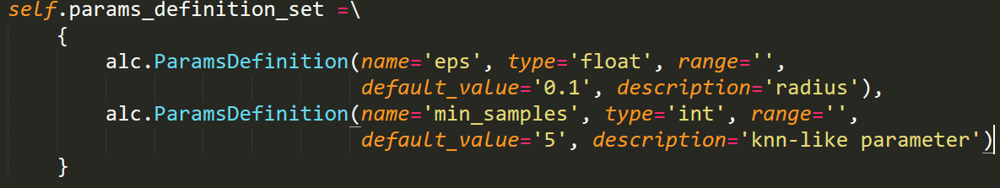 self.params_definition_set =\
{
alc.ParamsDefinition(name='eps', type='float', range='',
default_value='0.1', description='radius'),
alc.ParamsDefinition(name='min_samples', type='int', range='',
default_value='5', description='knn-like parameter')
}